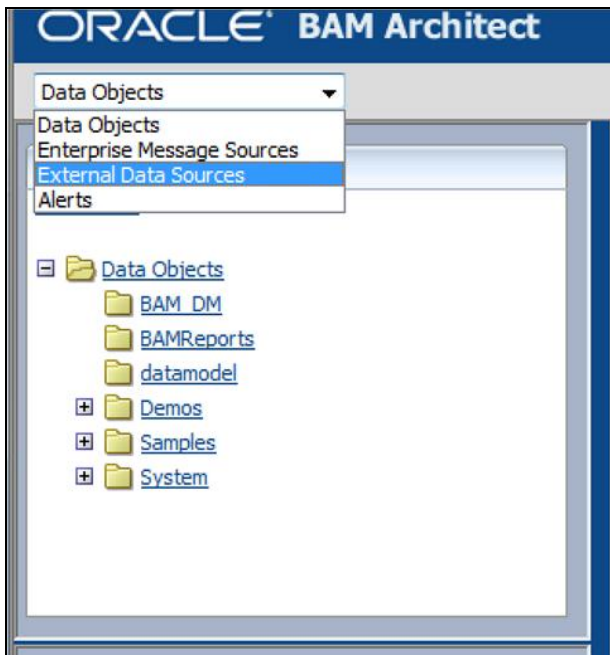 ORACLE BAM Architect
Data Objects
Data Objects
Enterprise Message Sources
External Data Sources
Alerts
Data Objects
BAM_DM
BAMReports
datamodel
Demos
Samples
System